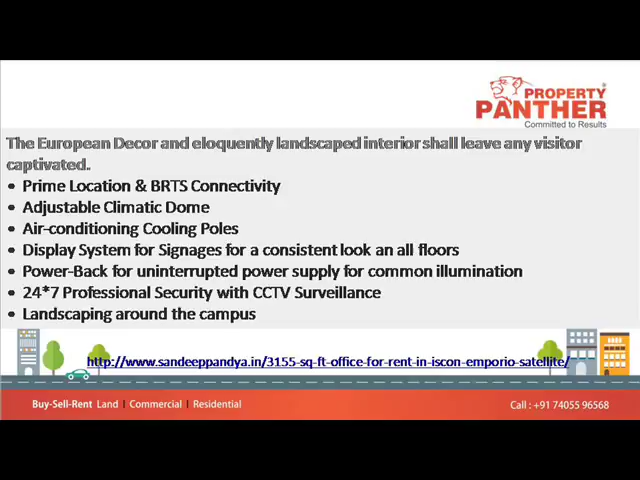 PROPERTY
PANTHER
Committed to Results
The European Decor and eloquently landscaped interior shall leave any visitor
captivated.
• Prime Location & BRTS Connectivity
• Adjustable Climatic Dome
• Air-conditioning Cooling Poles
• Display System for Signages for a consistent look an all floors
• Power-Back for uninterrupted power supply for common illumination
• 24*7 Professional Security with CCTV Surveillance
• Landscaping around the campus
http://www.sandeeppandya.in/3155-sq-ft-office-for-rent-in-iscon-emporio-satellite/
Buy-Sell-Rent Land | Commercial | Residential
Call : +91 74055 96568